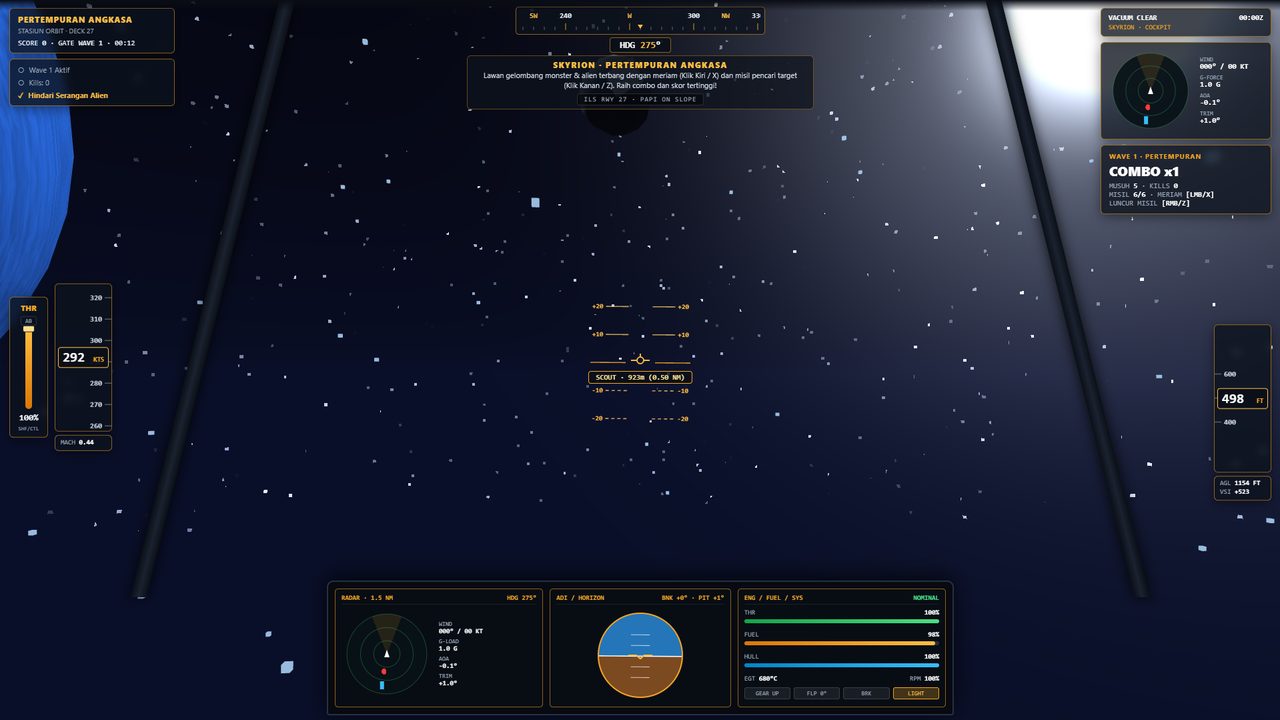 PERTEMPURAN ANGKASA
STASIUN ORBIT · DECK 27
SCORE 0 · GATE WAVE 1 · 00:12
Wave 1 Aktif
Kills: 0
✓ Hindari Serangan Alien
SW 240 W 300 NW 33
HDG 275°
SKYRION · PERTEMPURAN ANGKASA
Lawan gelombang monster & alien terbang dengan meriam (Klik Kiri / X) dan misil pencari target
(Klik Kanan / Z). Raih combo dan skor tertinggi!
ILS RWY 27 · PAPI ON SLOPE
VACUUM CLEAR 00:00Z
SKYRION · COCKPIT
WIND
000° / 00 KT
G-FORCE
1.0 G
AOA
-0.1°
TRIM
+1.0°
WAVE 1 · PERTEMPURAN
COMBO x1
MUSUH 5 · KILLS 0
MISIL 6/6 · MERIAM [LMB/X]
LUNCUR MISIL [RMB/Z]
THR
AB
100%
SHF/CTL
320
310
300
292 KTS
280
270
260
MACH 0.44
+20 +20
+10 +10
SCOUT · 923m (0.50 NM)
-10 -10
-20 -20
600
498 FT
400
AGL 1154 FT
VSI +523
RADAR · 1.5 NM HDG 275°
WIND
000° / 00 KT
G-LOAD
1.0 G
AOA
-0.1°
TRIM
+1.0°
ADI / HORIZON BNK +0° · PIT +1°
ENG / FUEL / SYS NOMINAL
THR 100%
FUEL 98%
HULL 100%
EGT 680°C RPM 100%
GEAR UP FLP 0° BRK LIGHT